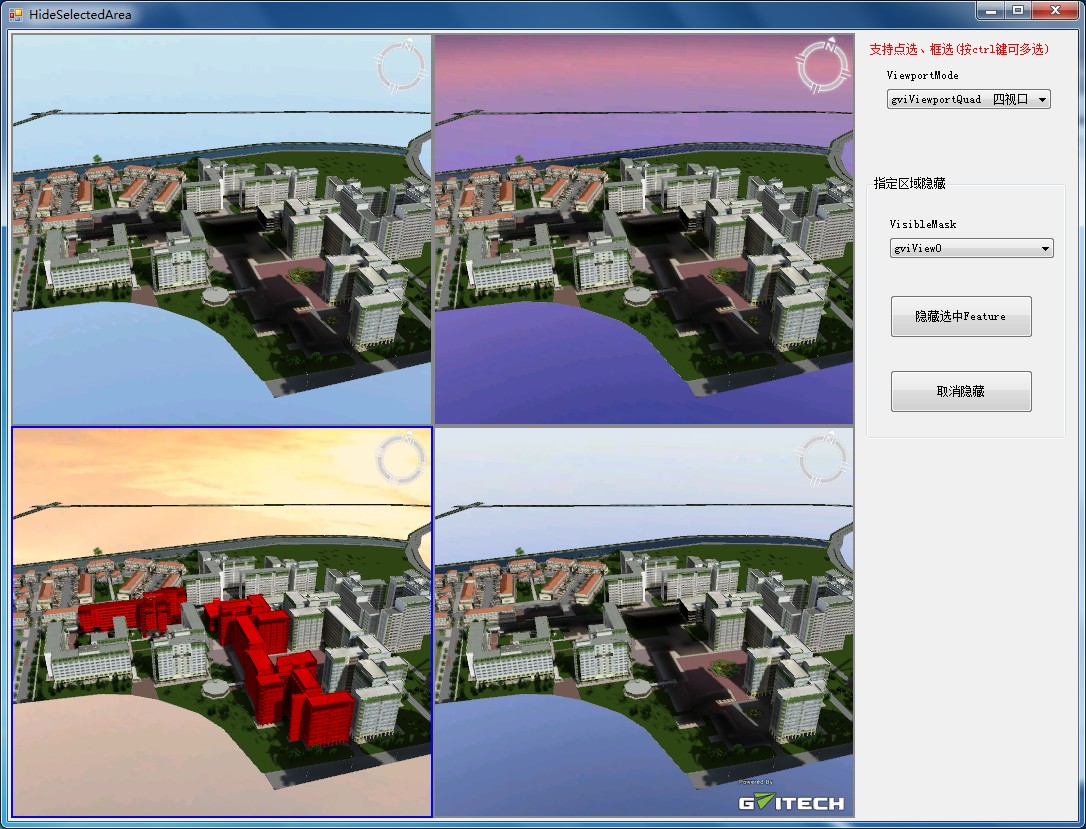 HideSelectedArea
支持点选、框选(按ctrl键可多选)
ViewportMode
gviViewportQuad 四视口
指定区域隐藏
VisibleMask
gviView0
隐藏选中Feature
取消隐藏
N
N
N
N
Powered By
GVITECH